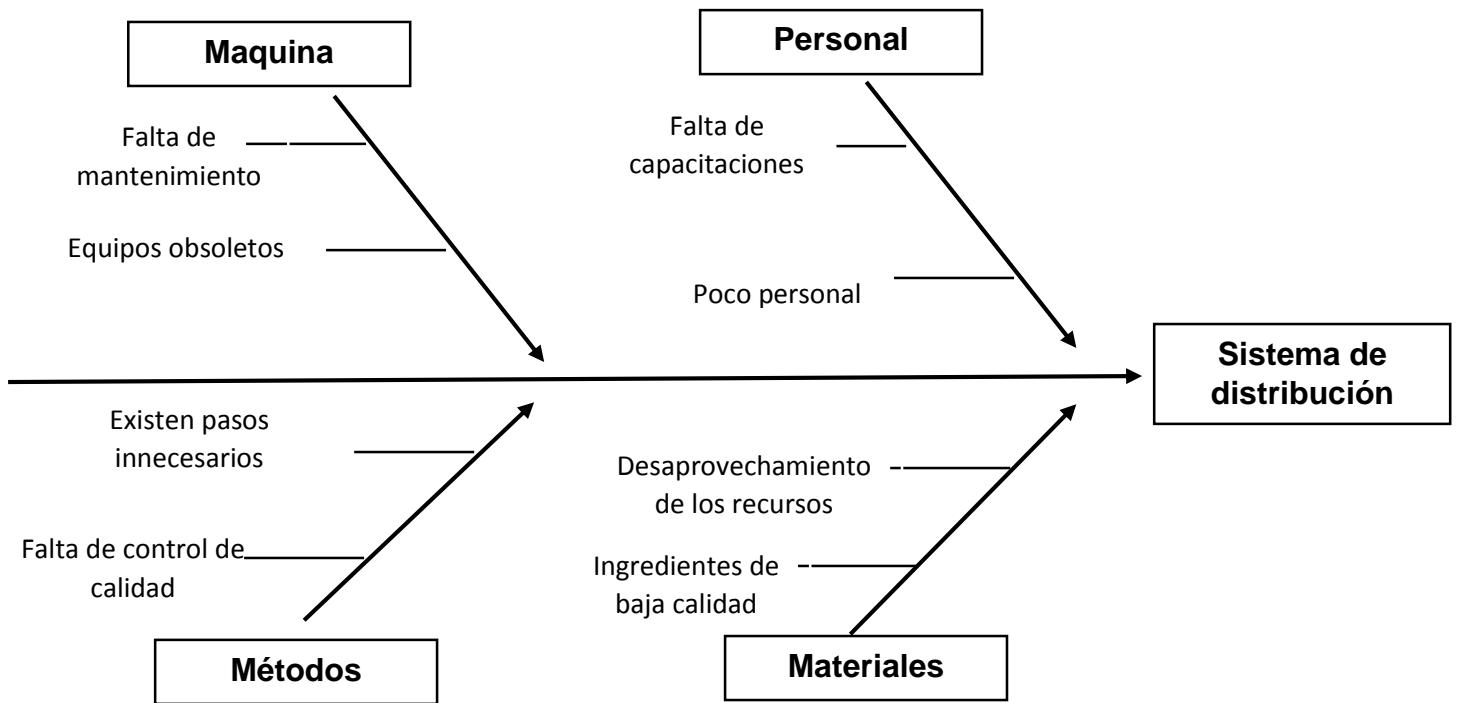 Maquina
Personal
Falta de
mantenimiento
Equipos obsoletos
Falta de
capacitaciones
Poco personal
Sistema de
distribución
Existen pasos
innecesarios
Falta de control de
calidad
Desaprovechamiento
de los recursos
Ingredientes de
baja calidad
Métodos
Materiales